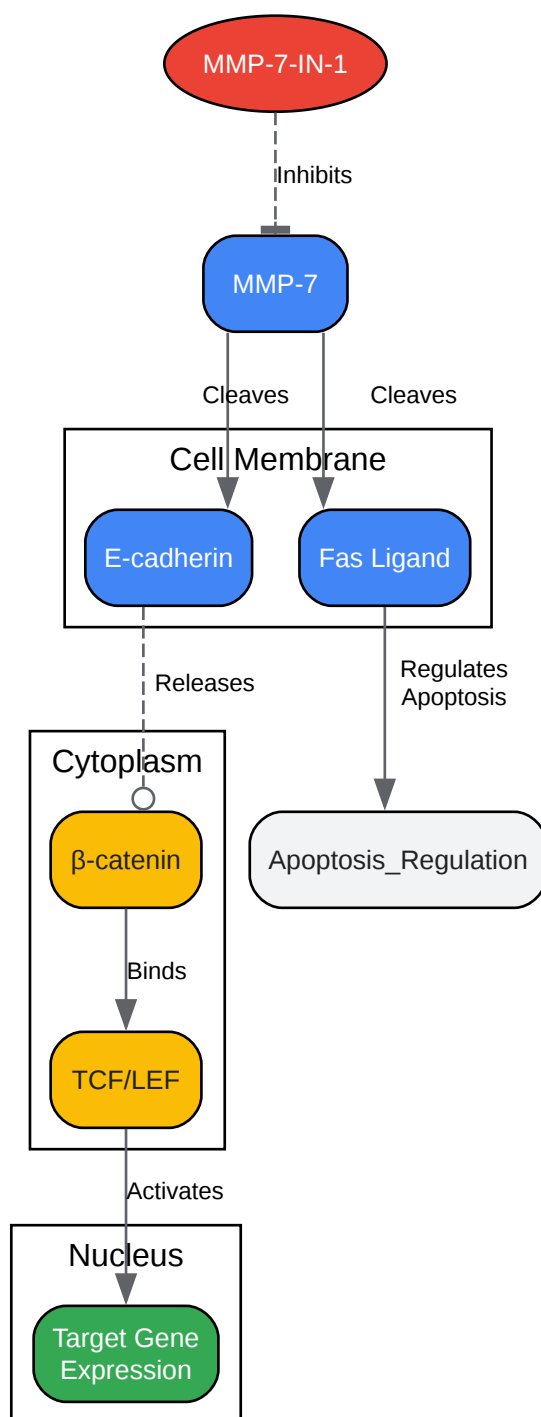 MMP-7-IN-1
Inhibits
MMP-7
Cleaves
Cleaves
Cell Membrane
E-cadherin
Fas Ligand
Releases
Regulates
Apoptosis
Cytoplasm
β-catenin
Apoptosis_Regulation
Binds
TCF/LEF
Activates
Nucleus
Target Gene
Expression